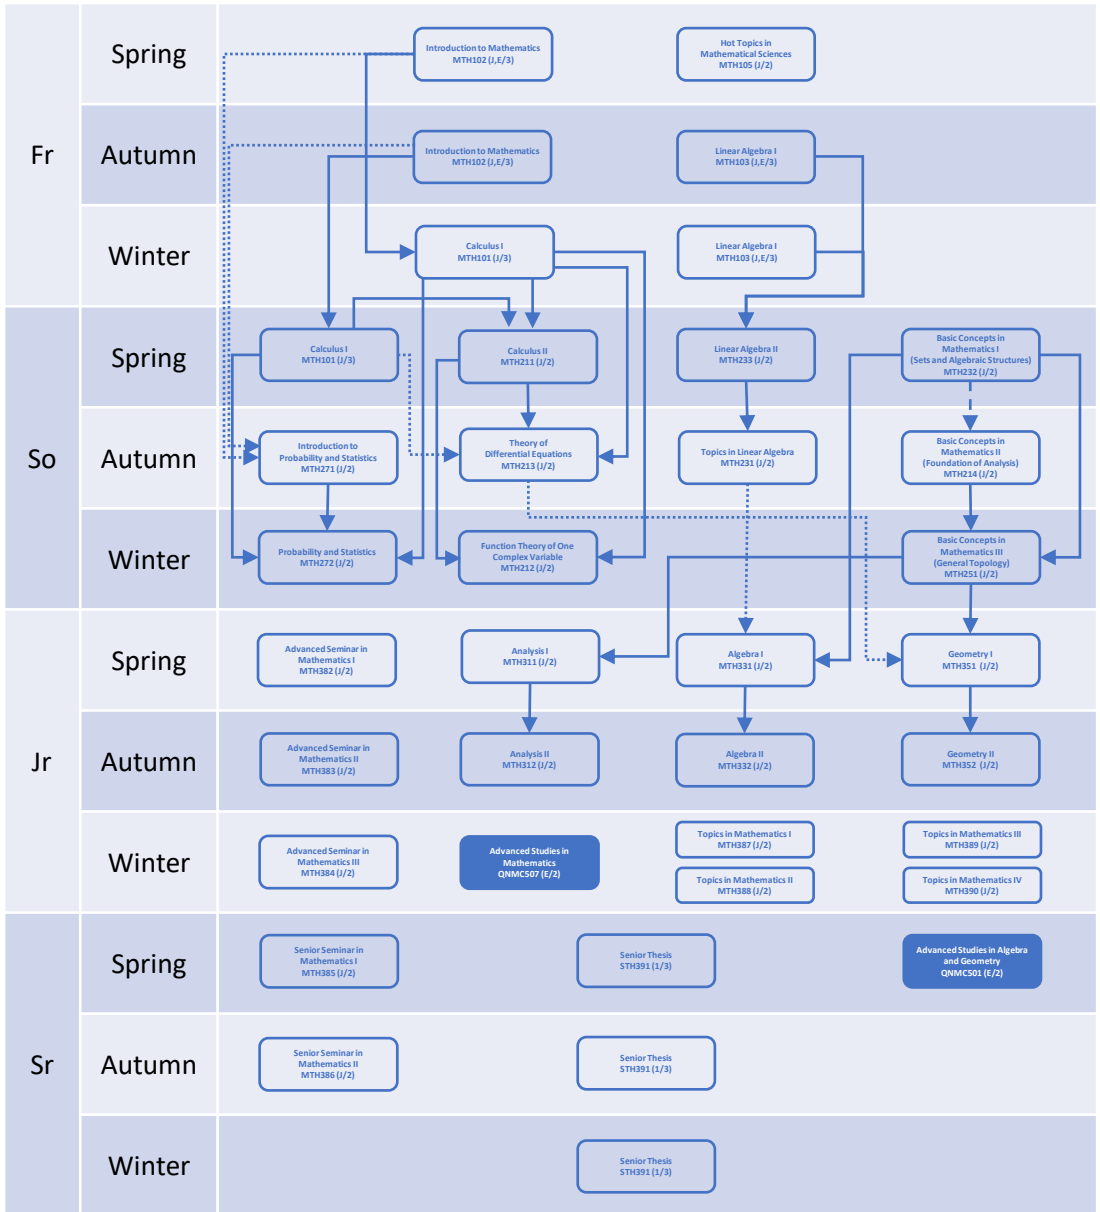 Fr
Spring
Introduction to Mathematics
MTH102 (J,E/3)
Hot Topics in
Mathematical Sciences
MTH105 (J/2)
Autumn
Introduction to Mathematics
MTH102 (J,E/3)
Linear Algebra I
MTH103 (J,E/3)
Winter
Calculus I
MTH101 (J/3)
Linear Algebra I
MTH103 (J,E/3)
So
Spring
Calculus I
MTH101 (J/3)
Calculus II
MTH211 (J/2)
Linear Algebra II
MTH233 (J/2)
Basic Concepts in
Mathematics I
(Sets and Algebraic Structures)
MTH232 (J/2)
Autumn
Introduction to
Probability and Statistics
MTH271 (J/2)
Theory of
Differential Equations
MTH213 (J/2)
Topics in Linear Algebra
MTH231 (J/2)
Basic Concepts in
Mathematics II
(Foundation of Analysis)
MTH214 (J/2)
Winter
Probability and Statistics
MTH272 (J/2)
Function Theory of One
Complex Variable
MTH212 (J/2)
Basic Concepts in
Mathematics III
(General Topology)
MTH251 (J/2)
Jr
Spring
Advanced Seminar in
Mathematics I
MTH382 (J/2)
Analysis I
MTH311 (J/2)
Algebra I
MTH331 (J/2)
Geometry I
MTH351 (J/2)
Autumn
Advanced Seminar in
Mathematics II
MTH383 (J/2)
Analysis II
MTH312 (J/2)
Algebra II
MTH332 (J/2)
Geometry II
MTH352 (J/2)
Winter
Advanced Seminar in
Mathematics III
MTH384 (J/2)
Advanced Studies in
Mathematics
QNMC507 (E/2)
Topics in Mathematics I
MTH387 (J/2)
Topics in Mathematics II
MTH388 (J/2)
Topics in Mathematics III
MTH389 (J/2)
Topics in Mathematics IV
MTH390 (J/2)
Sr
Spring
Senior Seminar in
Mathematics I
MTH385 (J/2)
Senior Thesis
STH391 (1/3)
Advanced Studies in Algebra
and Geometry
QNMC501 (E/2)
Autumn
Senior Seminar in
Mathematics II
MTH386 (J/2)
Senior Thesis
STH391 (1/3)
Winter
Senior Thesis
STH391 (1/3)